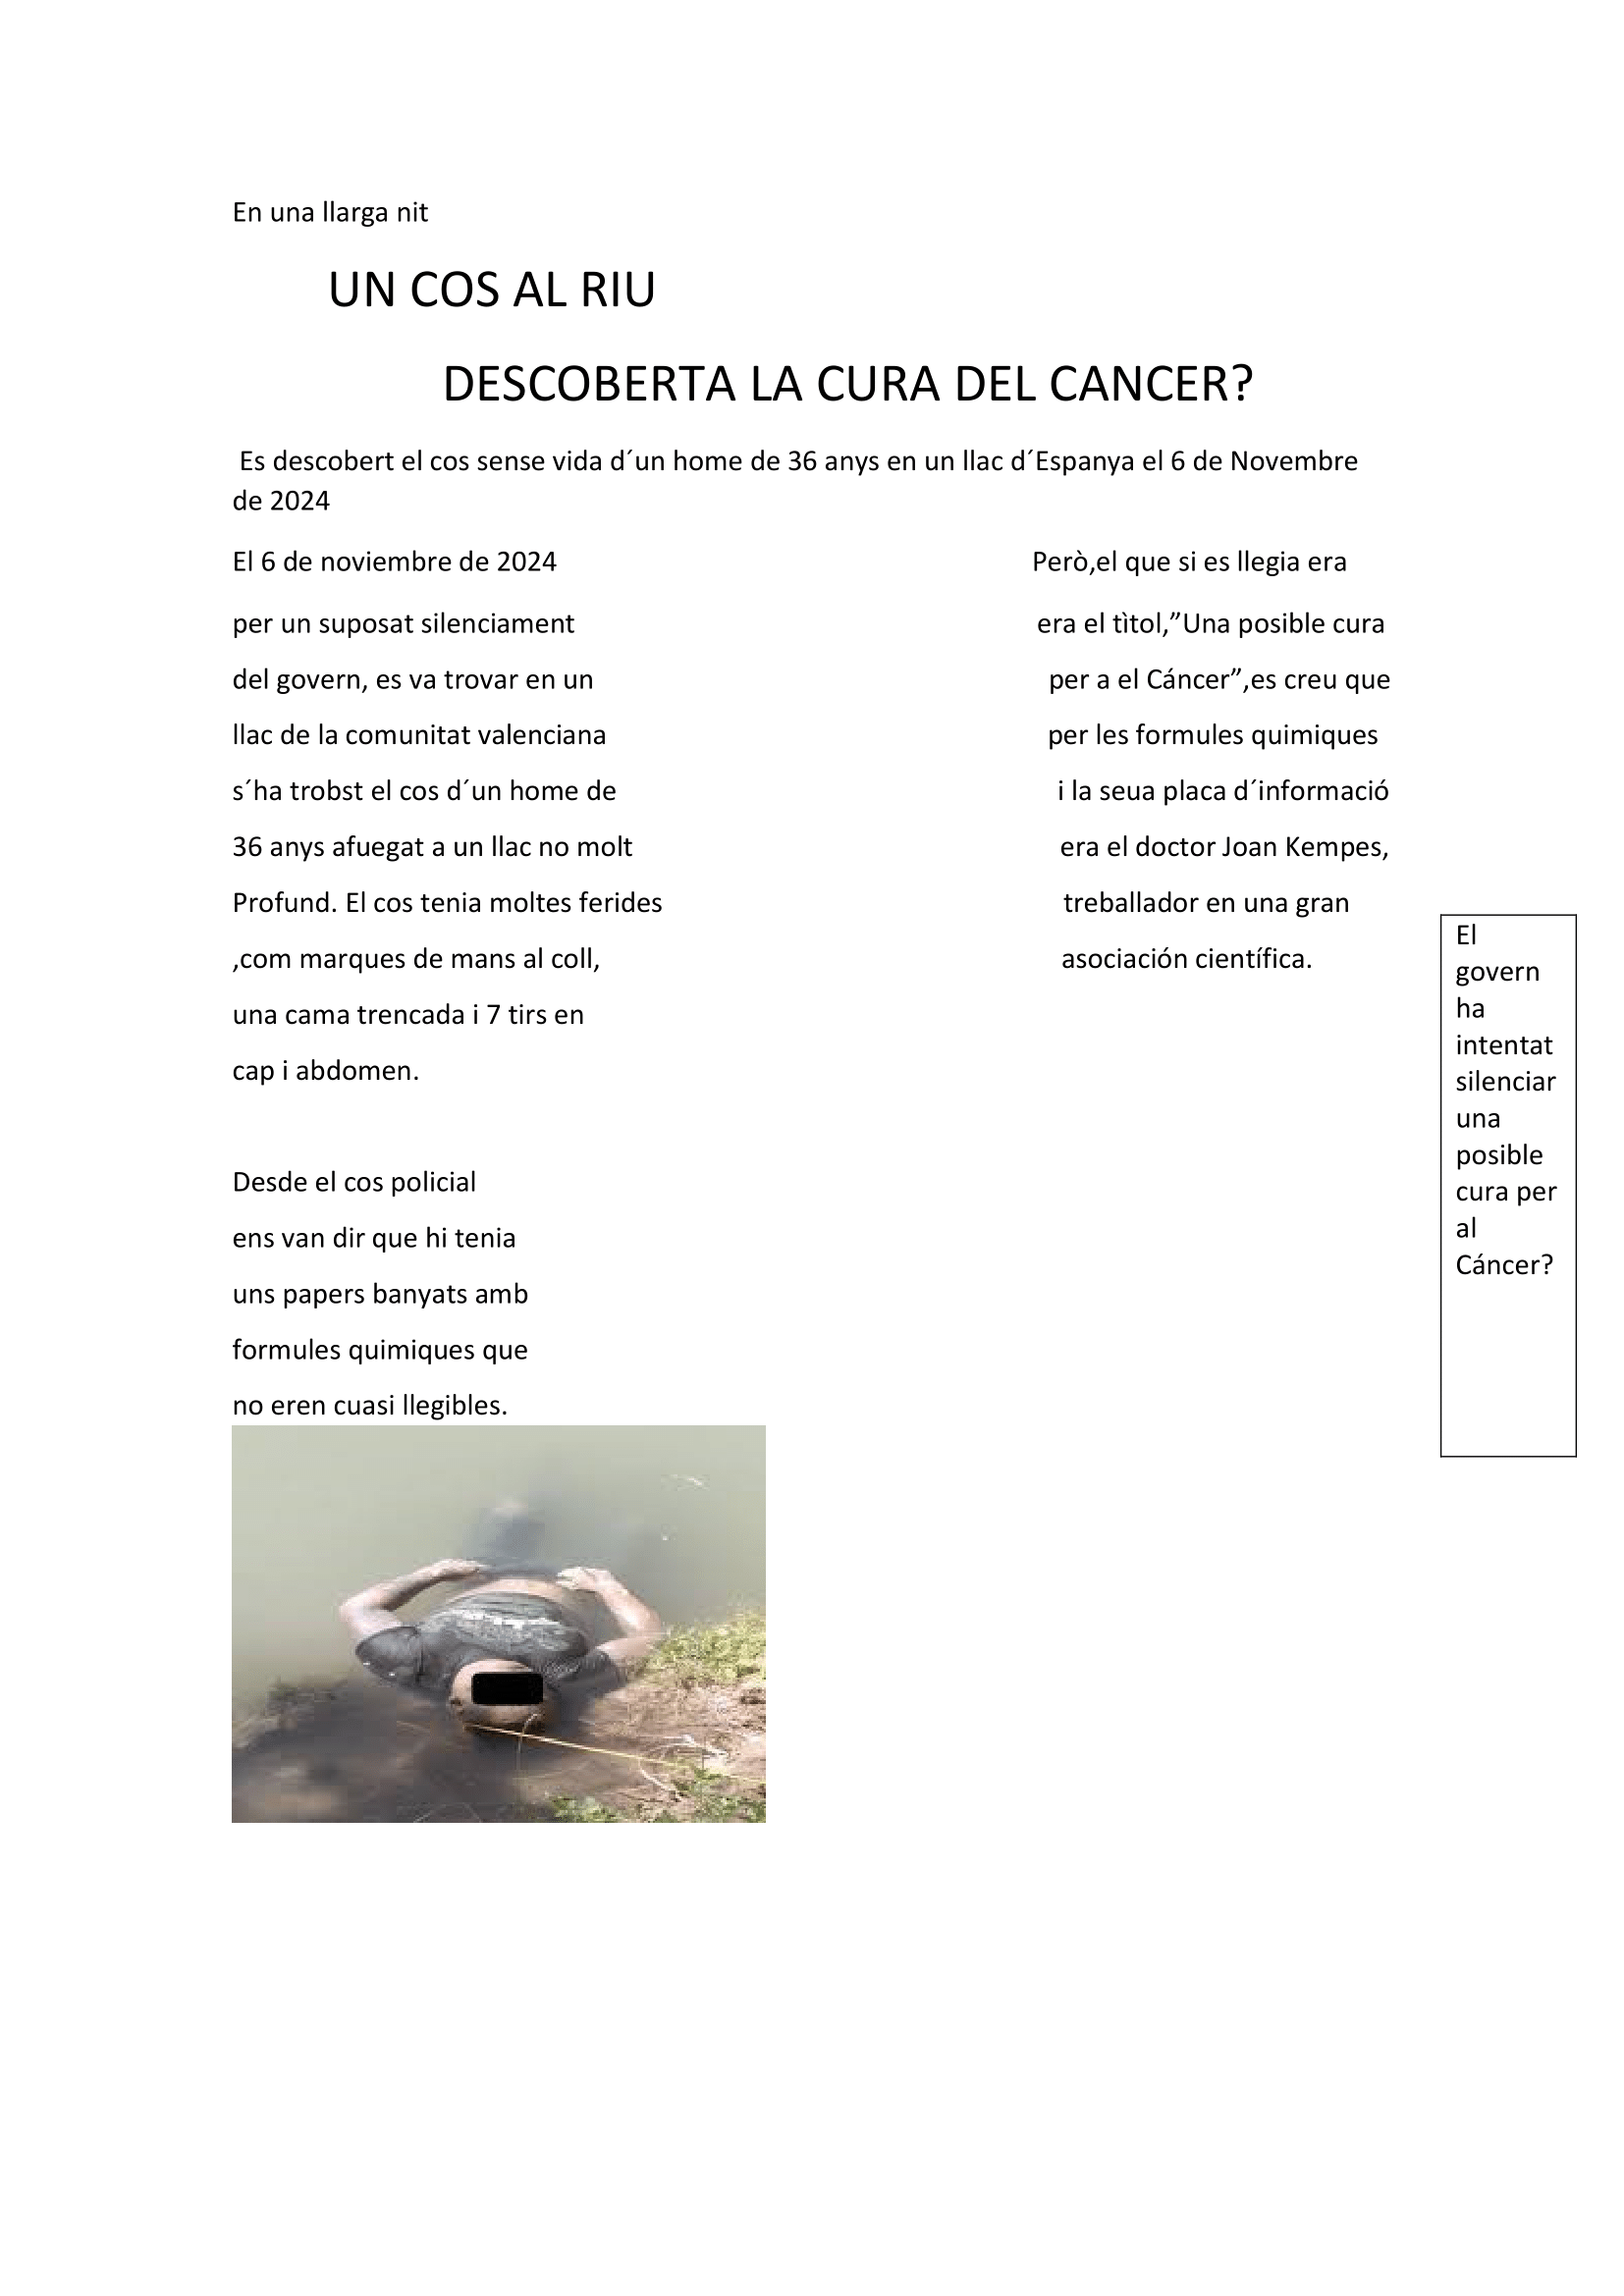 En una llarga nit
UN COS AL RIU
DESCOBERTA LA CURA DEL CANCER?
Es descobert el cos sense vida d´un home de 36 anys en un llac d´Espanya el 6 de Novembre
de 2024
El 6 de noviembre de 2024
per un suposat silenciament
del govern, es va trovar en un
llac de la comunitat valenciana
s´ha trobst el cos d´un home de
36 anys afuegat a un llac no molt
Profund. El cos tenia moltes ferides
,com marques de mans al coll,
una cama trencada i 7 tirs en
cap i abdomen.
Desde el cos policial
ens van dir que hi tenia
uns papers banyats amb
formules quimiques que
no eren cuasi llegibles.
Però,el que si es llegia era
era el tìtol,”Una posible cura
per a el Cáncer”,es creu que
per les formules quimiques
i la seua placa d´informació
era el doctor Joan Kempes,
treballador en una gran
asociación científica.
El
govern
ha
intentat
silenciar
una
posible
cura per
al
Cáncer?